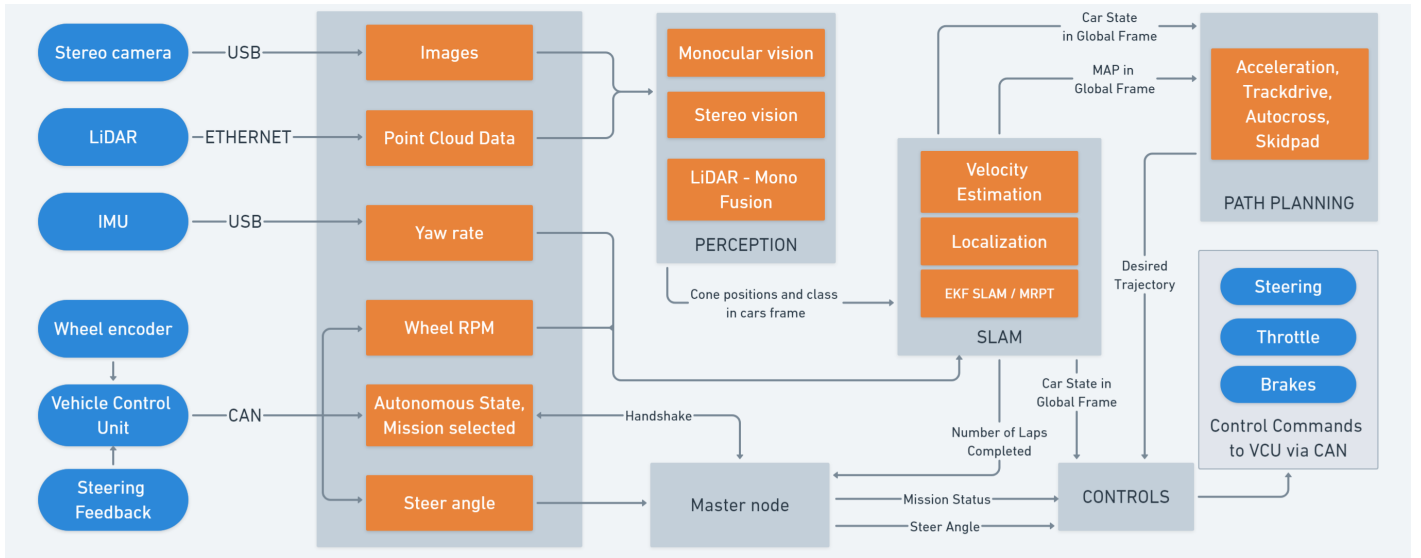 Stereo camera
USB
Images
LiDAR
ETHERNET
Point Cloud Data
IMU
USB
Yaw rate
Wheel encoder
Wheel RPM
Vehicle Control
Unit
CAN
Autonomous State,
Mission selected
Steering
Feedback
Steer angle
Monocular vision
Stereo vision
LiDAR - Mono
Fusion
PERCEPTION
Cone positions and class
in cars frame
Handshake
Master node
Velocity
Estimation
Localization
EKF SLAM / MRPT
SLAM
Car State
in Global Frame
MAP in
Global Frame
Acceleration,
Trackdrive,
Autocross,
Skidpad
PATH PLANNING
Desired
Trajectory
Car State in
Global Frame
Number of Laps
Completed
Mission Status
Steer Angle
CONTROLS
Steering
Throttle
Brakes
Control Commands
to VCU via CAN